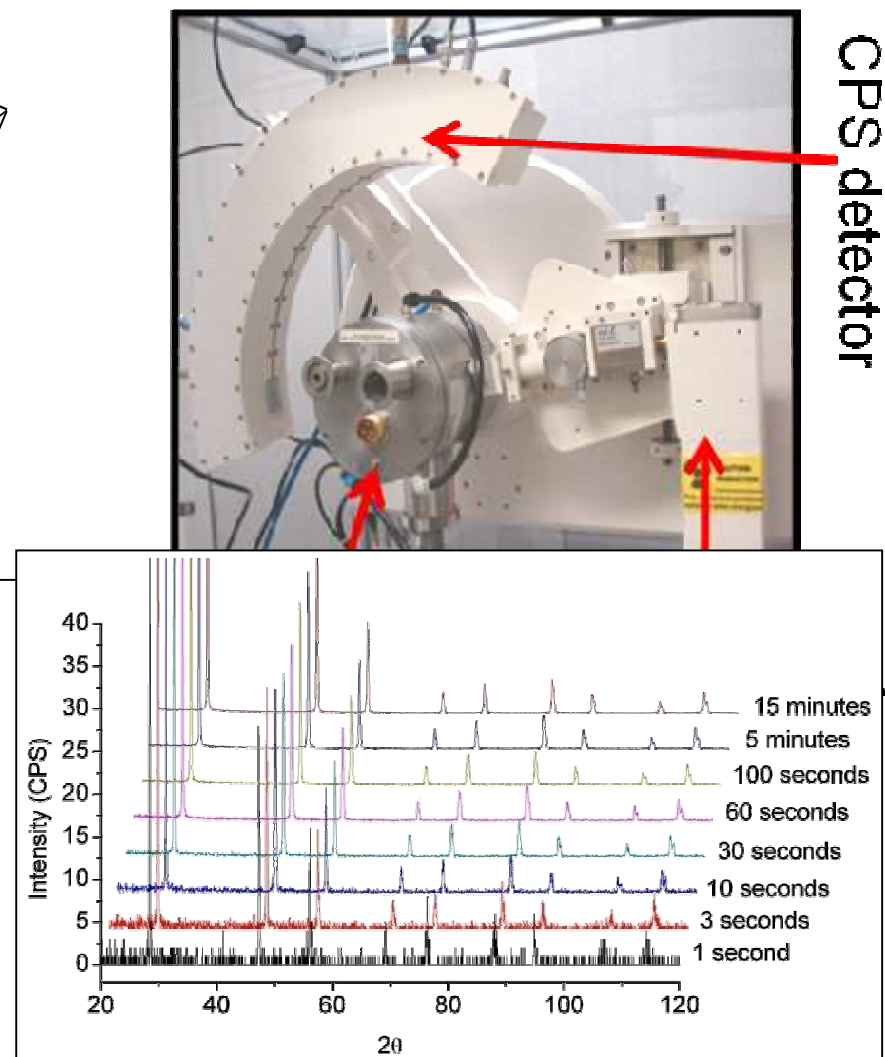 CPS detector
40
35
30
25
20
15
10
5
0
Intensity (CPS)
15 minutes
5 minutes
100 seconds
60 seconds
30 seconds
10 seconds
3 seconds
1 second
20 40 60 80 100 120
2θ